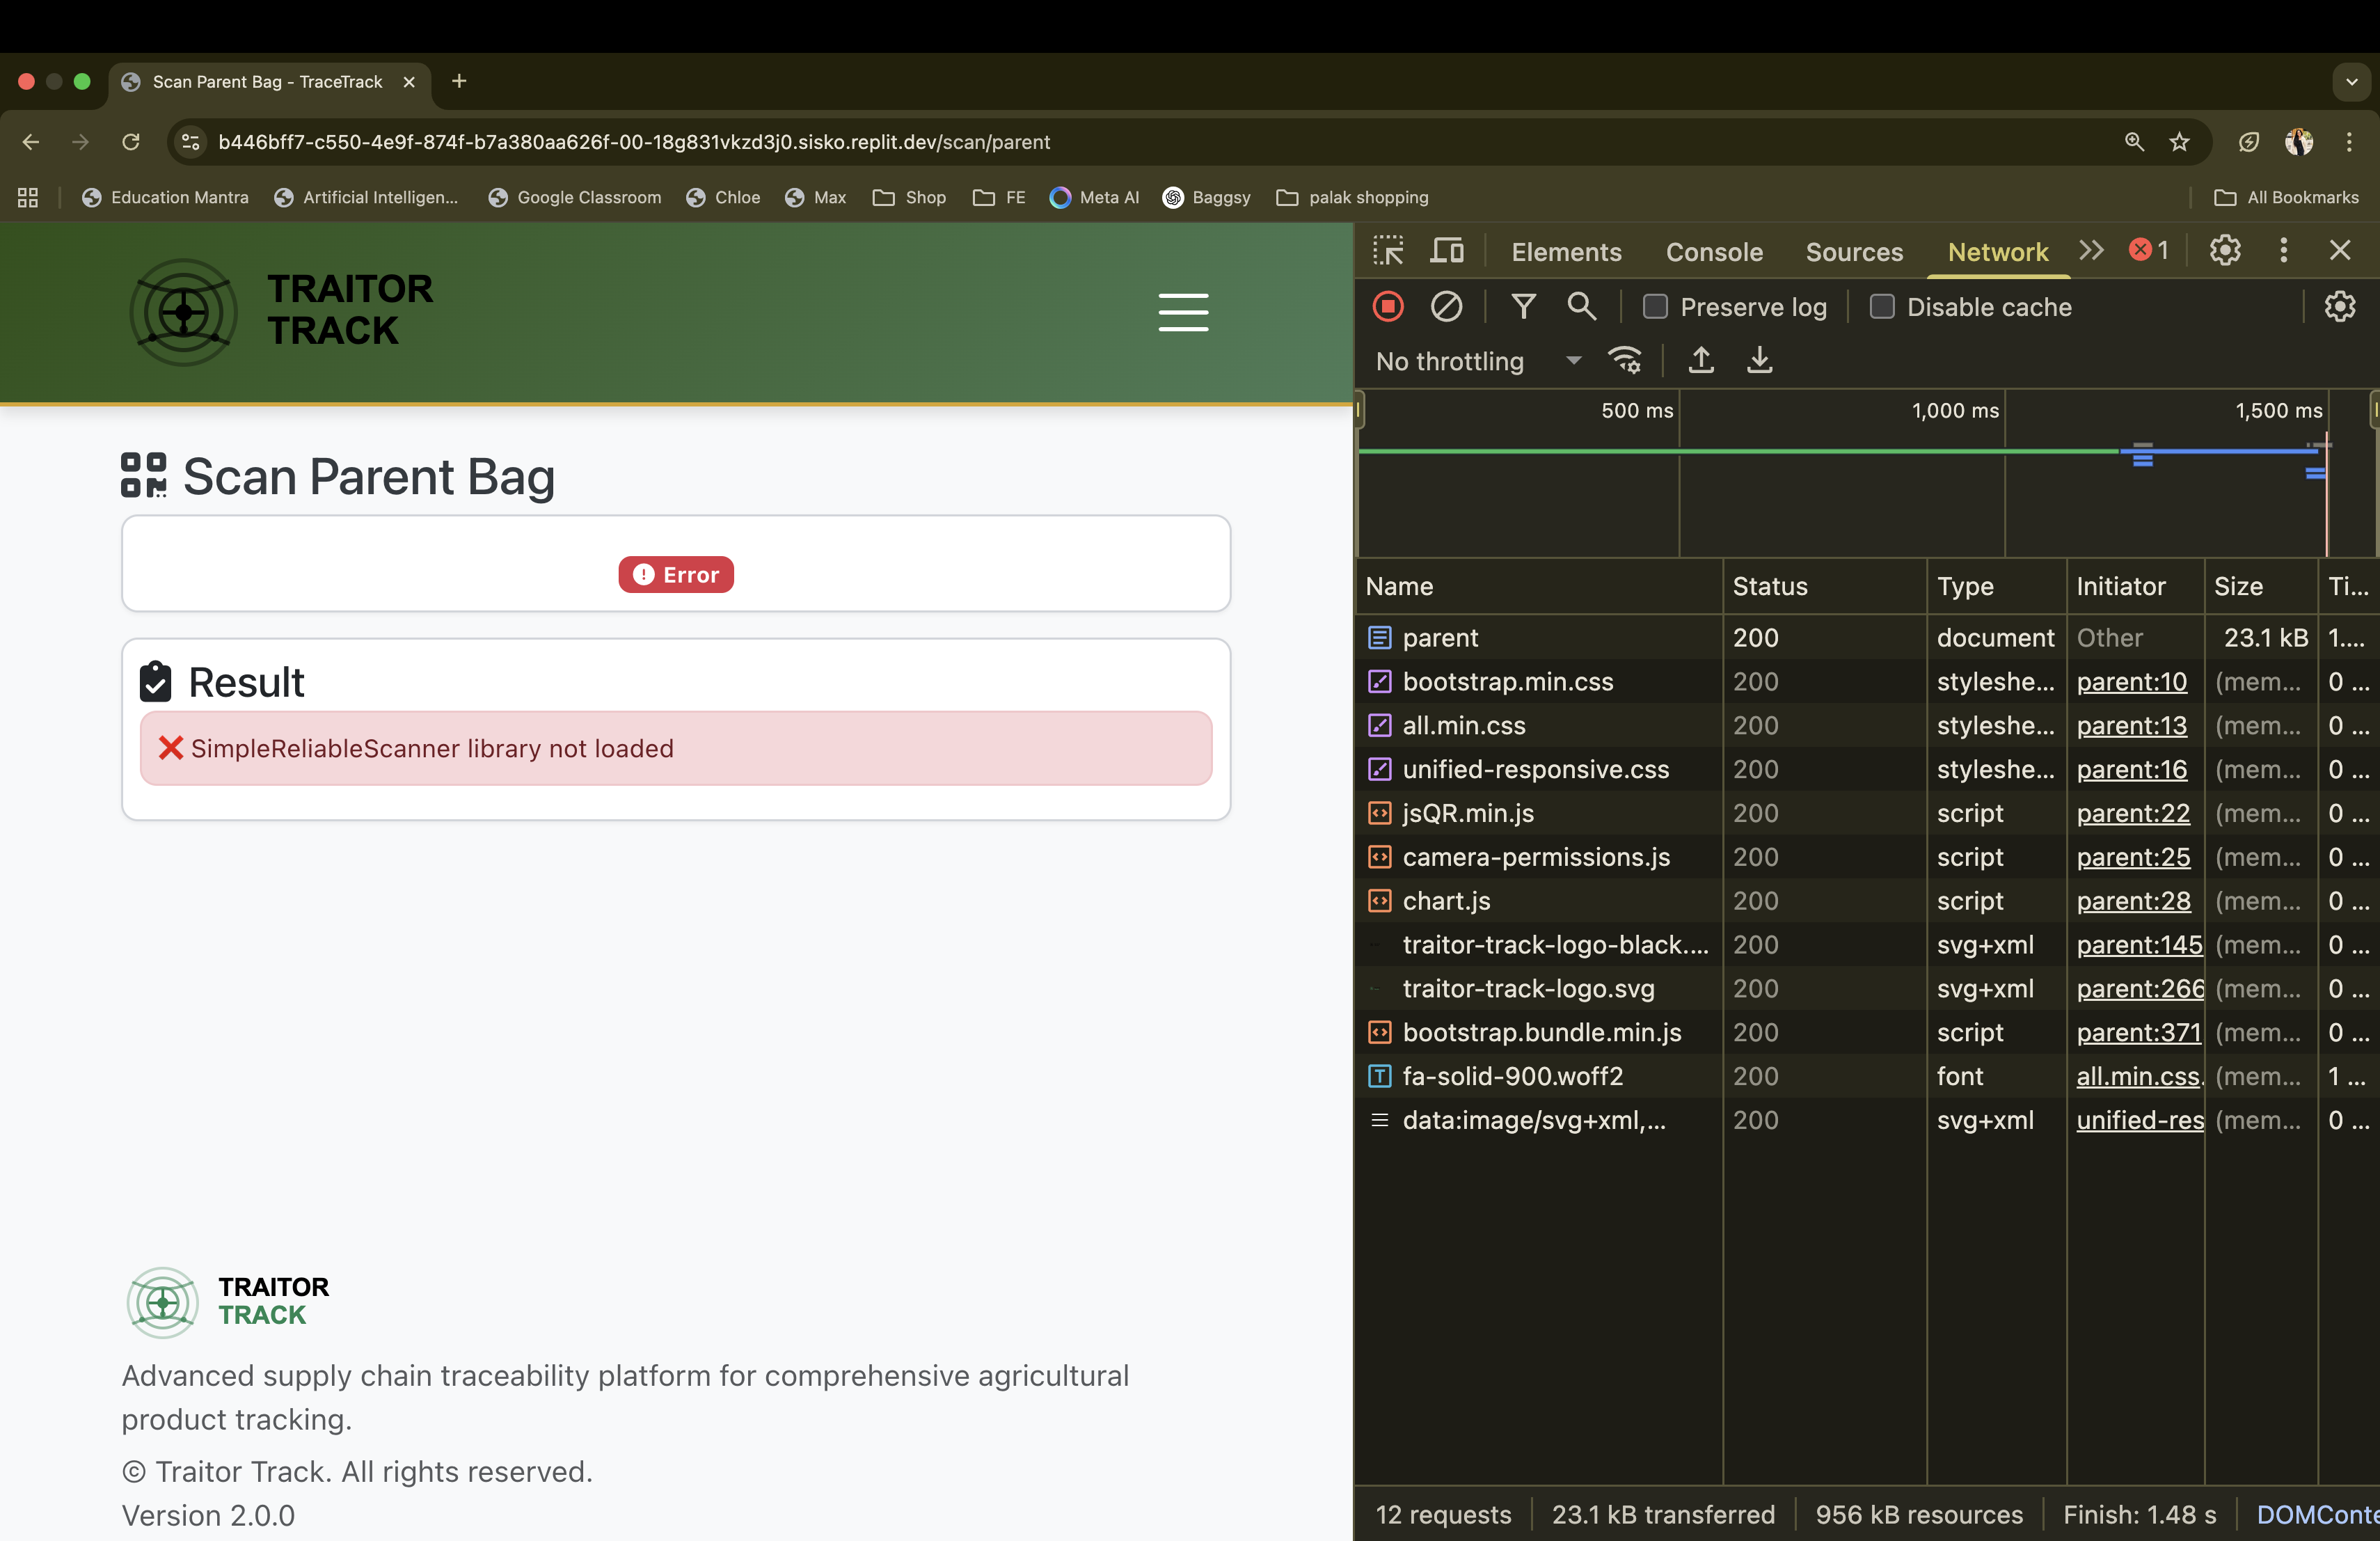 Scan Parent Bag - TraceTrack
b446bff7-c550-4e9f-874f-b7a380aa626f-00-18g831vkzd3j0.sisko.replit.dev/scan/parent
Education Mantra
Artificial Intelligen...
Google Classroom
Chloe
Max
Shop
FE
Meta AI
Baggsy
palak shopping
All Bookmarks
TRAITOR
TRACK
Scan Parent Bag
Error
Result
❌ SimpleReliableScanner library not loaded
TRAITOR
TRACK
Advanced supply chain traceability platform for comprehensive agricultural
product tracking.
© Traitor Track. All rights reserved.
Version 2.0.0
Elements Console Sources Network 1
Preserve log Disable cache
No throttling
500 ms 1,000 ms 1,500 ms
Name Status Type Initiator Size Ti...
parent 200 document Other 23.1 kB 1....
bootstrap.min.css 200 styleshe... parent:10 (mem... 0 ...
all.min.css 200 styleshe... parent:13 (mem... 0 ...
unified-responsive.css 200 styleshe... parent:16 (mem... 0 ...
jsQR.min.js 200 script parent:22 (mem... 0 ...
camera-permissions.js 200 script parent:25 (mem... 0 ...
chart.js 200 script parent:28 (mem... 0 ...
traitor-track-logo-black.... 200 svg+xml parent:145 (mem... 0 ...
traitor-track-logo.svg 200 svg+xml parent:266 (mem... 0 ...
bootstrap.bundle.min.js 200 script parent:371 (mem... 0 ...
fa-solid-900.woff2 200 font all.min.css. (mem... 1 ...
data:image/svg+xml,... 200 svg+xml unified-res (mem... 0 ...
12 requests 23.1 kB transferred 956 kB resources Finish: 1.48 s DOMConte